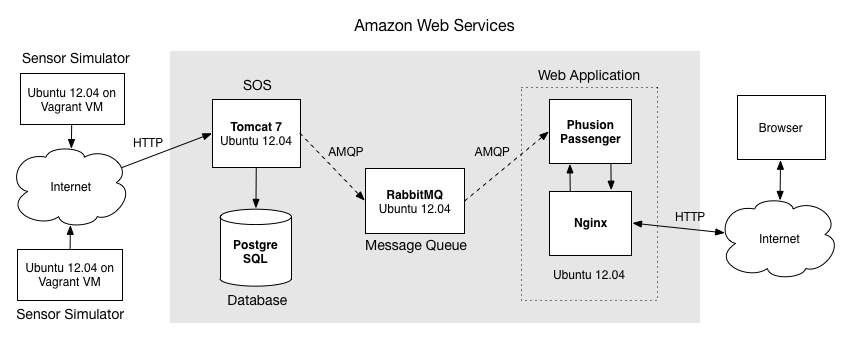 Amazon Web Services
Sensor Simulator
Ubuntu 12.04 on
Vagrant VM
Internet
Ubuntu 12.04 on
Vagrant VM
Sensor Simulator
HTTP
SOS
Tomcat 7
Ubuntu 12.04
Postgre
SQL
Database
AMQP
RabbitMQ
Ubuntu 12.04
Message Queue
AMQP
Web Application
Phusion
Passenger
Nginx
Ubuntu 12.04
HTTP
Browser
Internet